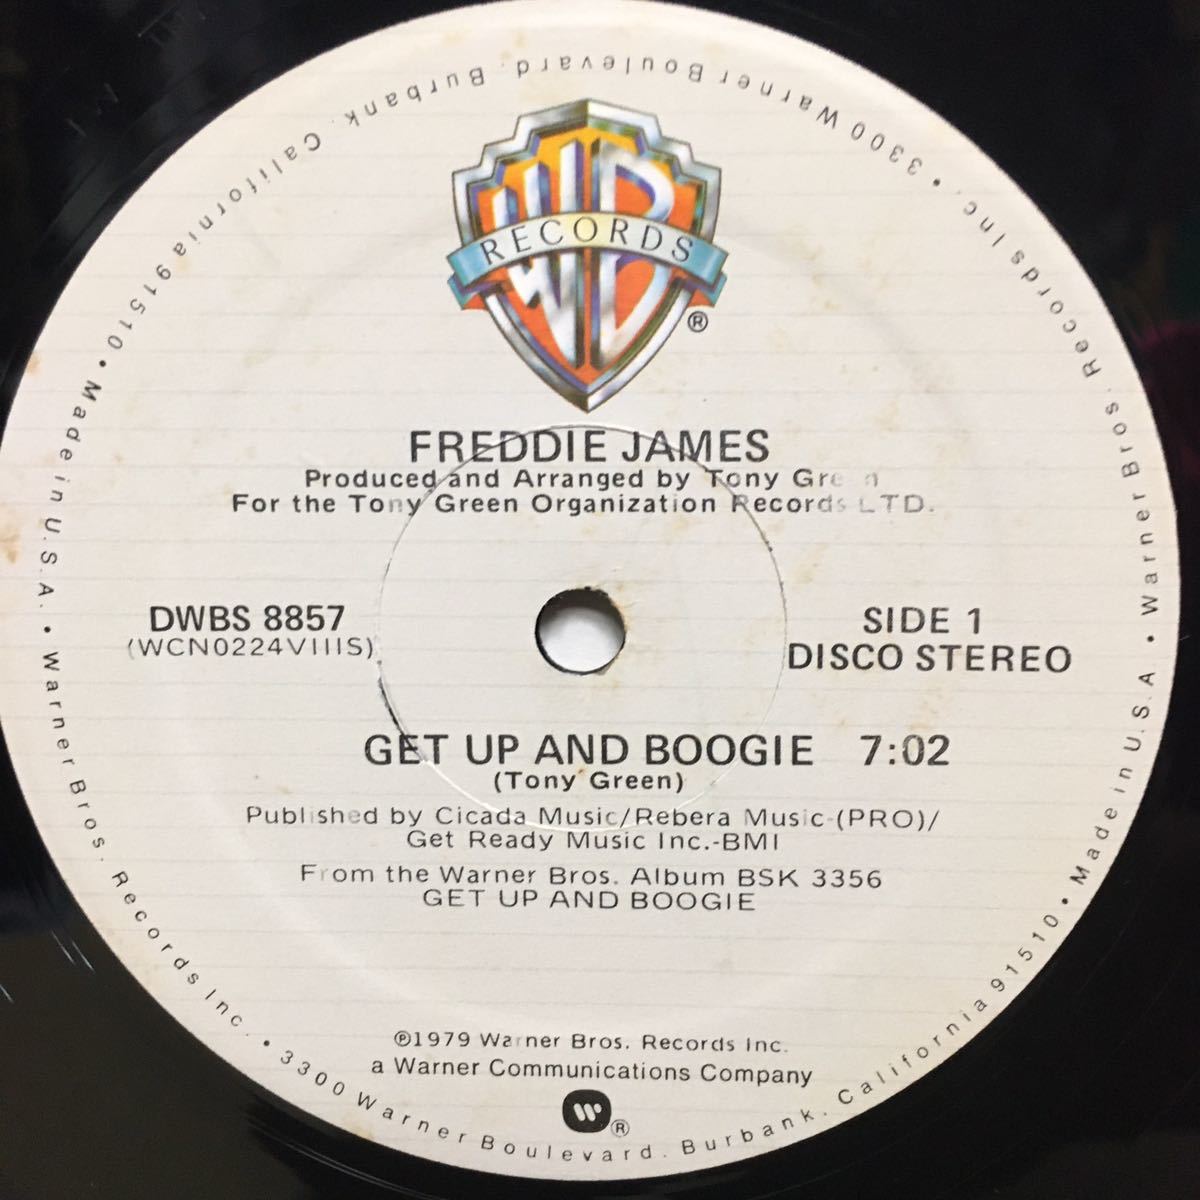 WB
RECORDS
®
FREDDIE JAMES
Produced and Arranged by Tony Green
For the Tony Green Organization Records LTD.
DWBS 8857
(WCN0224VIIIS)
SIDE 1
DISCO STEREO
GET UP AND BOOGIE 7:02
(Tony Green)
Published by Cicada Music/Rebera Music-(PRO)/
Get Ready Music Inc.-BMI
From the Warner Bros. Album BSK 3356
GET UP AND BOOGIE
℗1979 Warner Bros. Records Inc.
a Warner Communications Company
®
Made in U.S.A. • Warner Bros. Records Inc. • 3300 Warner Boulevard. Burbank. California 91510 • Made in U.S.A • Warner Bros. Records Inc. • 3300 Warner Boulevard. Burbank. California 91510 •